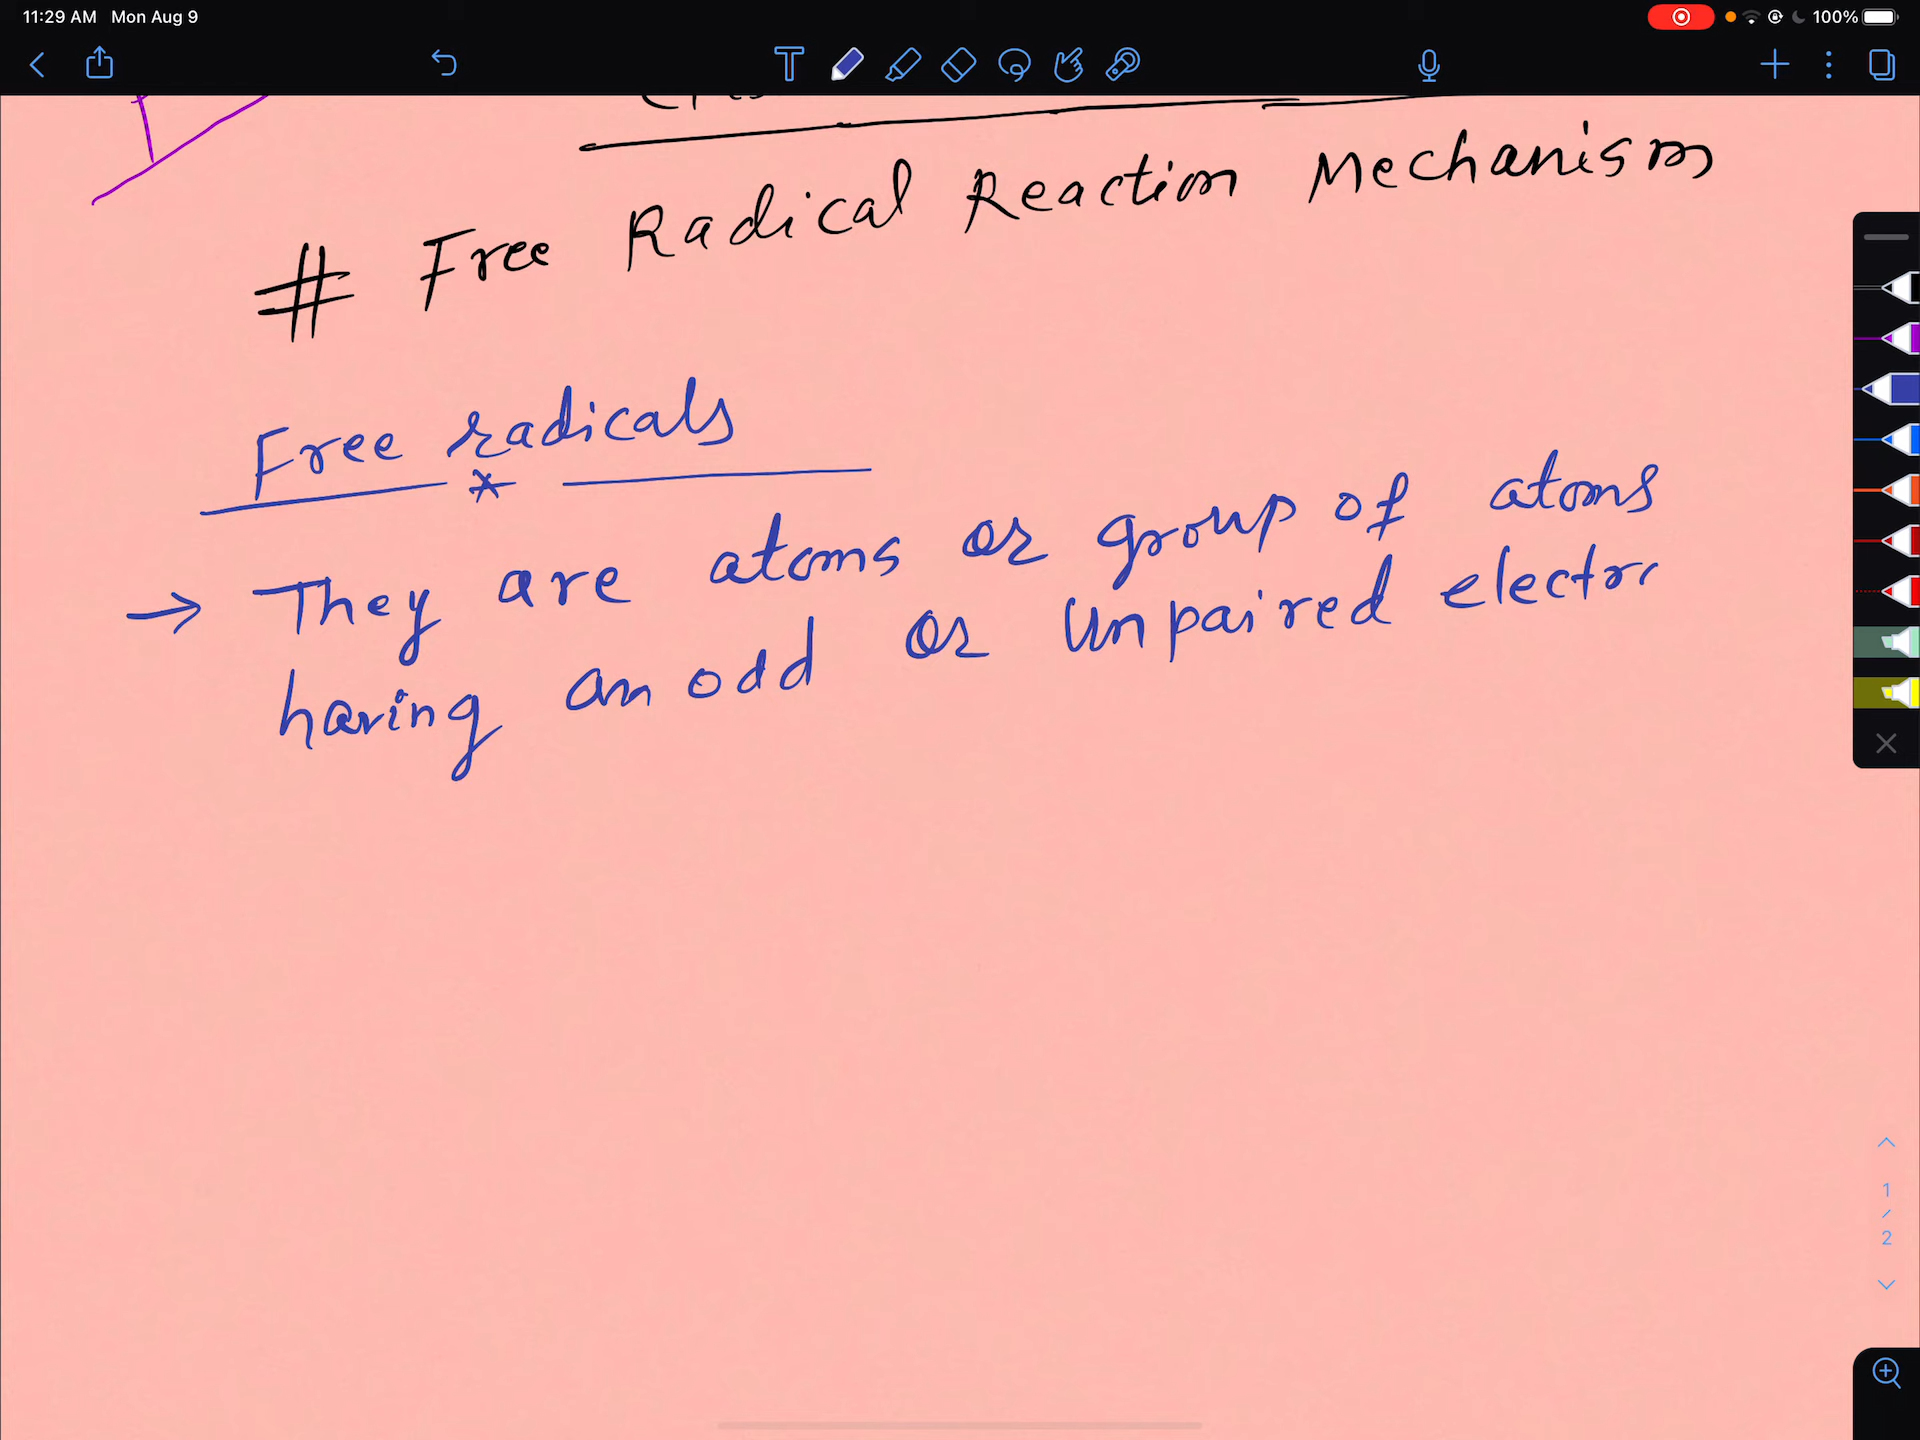 11:29 AM Mon Aug 9
100%
# Free Radical Reaction Mechanism
Free radicals
→ They are atoms or group of atoms
having an odd or unpaired electro
1
/
2